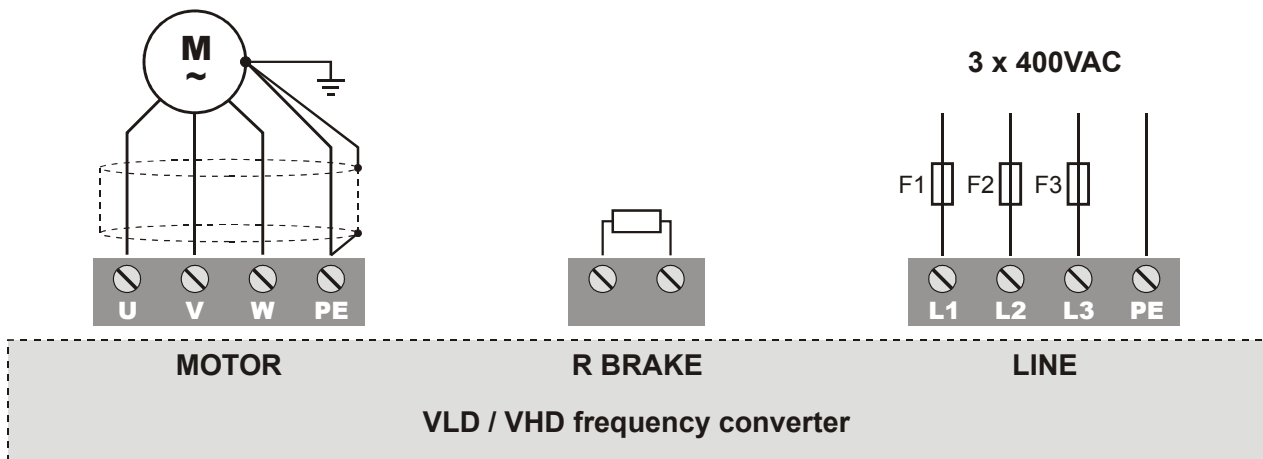 M
~
3 x 400VAC
F1 F2 F3
U V W PE
L1 L2 L3 PE
MOTOR
R BRAKE
LINE
VLD / VHD frequency converter